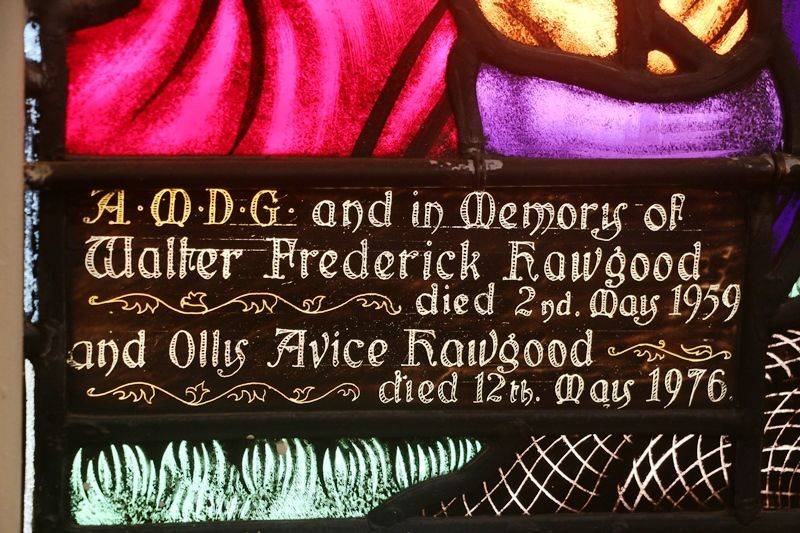 A·M·D·G· and in Memory of
Walter Frederick Hawgood
died 2nd. May 1959
and Olly Avice Hawgood
died 12th. May 1976.